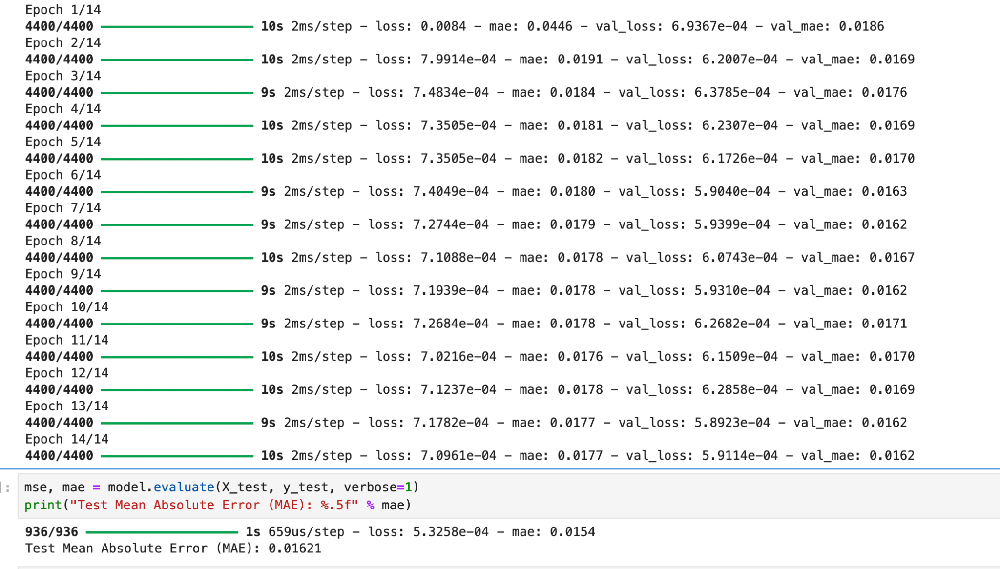 Epoch 1/14
4400/4400 10s 2ms/step – loss: 0.0084 – mae: 0.0446 – val_loss: 6.9367e-04 – val_mae: 0.0186
Epoch 2/14
4400/4400 10s 2ms/step – loss: 7.9914e-04 – mae: 0.0191 – val_loss: 6.2007e-04 – val_mae: 0.0169
Epoch 3/14
4400/4400 9s 2ms/step – loss: 7.4834e-04 – mae: 0.0184 – val_loss: 6.3785e-04 – val_mae: 0.0176
Epoch 4/14
4400/4400 10s 2ms/step – loss: 7.3505e-04 – mae: 0.0181 – val_loss: 6.2307e-04 – val_mae: 0.0169
Epoch 5/14
4400/4400 10s 2ms/step – loss: 7.3505e-04 – mae: 0.0182 – val_loss: 6.1726e-04 – val_mae: 0.0170
Epoch 6/14
4400/4400 9s 2ms/step – loss: 7.4049e-04 – mae: 0.0180 – val_loss: 5.9040e-04 – val_mae: 0.0163
Epoch 7/14
4400/4400 9s 2ms/step – loss: 7.2744e-04 – mae: 0.0179 – val_loss: 5.9399e-04 – val_mae: 0.0162
Epoch 8/14
4400/4400 10s 2ms/step – loss: 7.1088e-04 – mae: 0.0178 – val_loss: 6.0743e-04 – val_mae: 0.0167
Epoch 9/14
4400/4400 9s 2ms/step – loss: 7.1939e-04 – mae: 0.0178 – val_loss: 5.9310e-04 – val_mae: 0.0162
Epoch 10/14
4400/4400 9s 2ms/step – loss: 7.2684e-04 – mae: 0.0178 – val_loss: 6.2682e-04 – val_mae: 0.0171
Epoch 11/14
4400/4400 10s 2ms/step – loss: 7.0216e-04 – mae: 0.0176 – val_loss: 6.1509e-04 – val_mae: 0.0170
Epoch 12/14
4400/4400 10s 2ms/step – loss: 7.1237e-04 – mae: 0.0178 – val_loss: 6.2858e-04 – val_mae: 0.0169
Epoch 13/14
4400/4400 9s 2ms/step – loss: 7.1782e-04 – mae: 0.0177 – val_loss: 5.8923e-04 – val_mae: 0.0162
Epoch 14/14
4400/4400 10s 2ms/step – loss: 7.0961e-04 – mae: 0.0177 – val_loss: 5.9114e-04 – val_mae: 0.0162
]: mse, mae = model.evaluate(X_test, y_test, verbose=1)
print("Test Mean Absolute Error (MAE): %.5f" % mae)
936/936 1s 659us/step – loss: 5.3258e-04 – mae: 0.0154
Test Mean Absolute Error (MAE): 0.01621